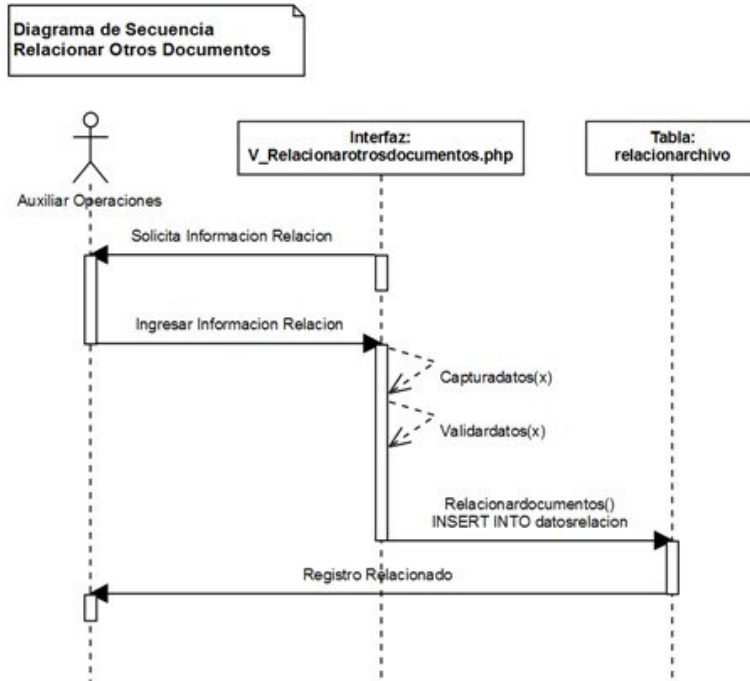 Diagrama de Secuencia
Relacionar Otros Documentos
Interfaz:
V_Relacionarotrosdocumentos.php
Tabla:
relacionarchivo
Auxiliar Operaciones
Solicita Informacion Relacion
Ingresar Informacion Relacion
Capturadatos(x)
Validardatos(x)
Relacionardocumentos()
INSERT INTO datosrelacion
Registro Relacionado